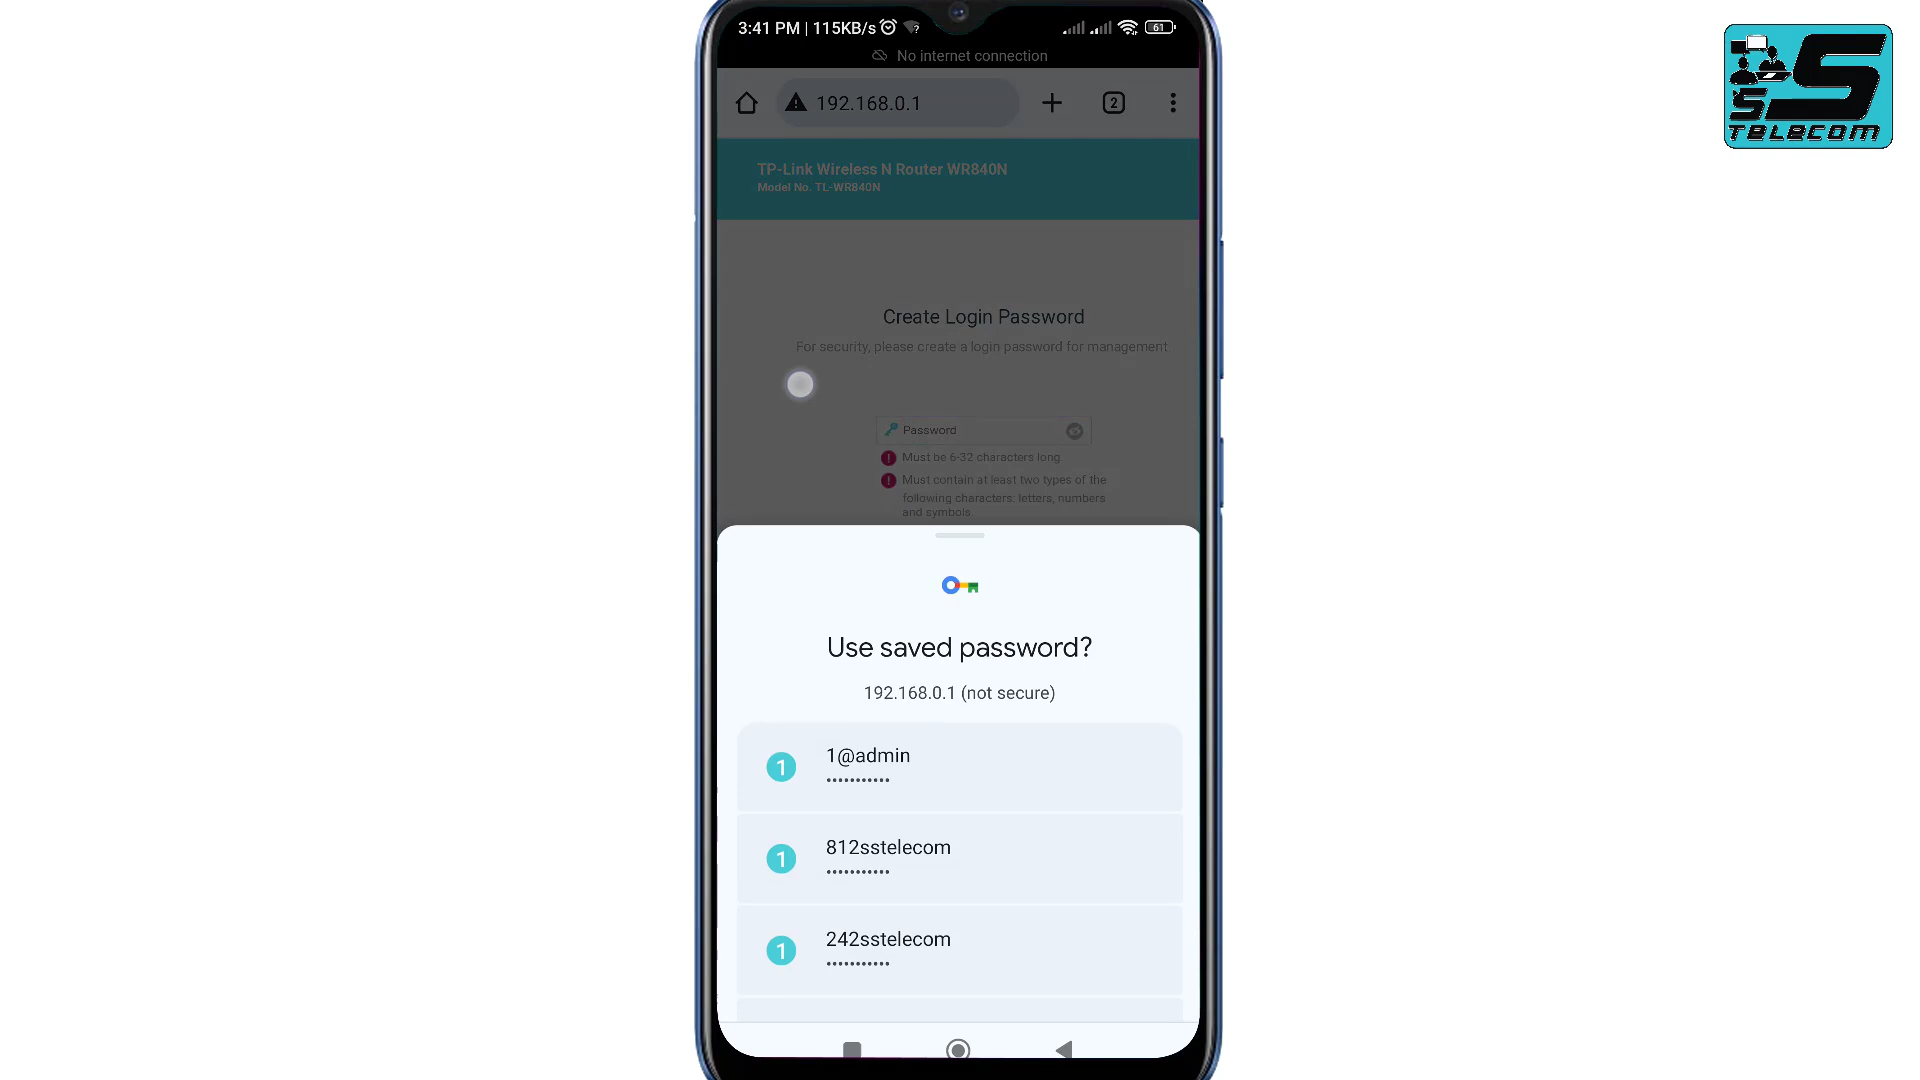 3:41 PM | 115KB/s
61
No internet connection
192.168.0.1
2
TP-Link Wireless N Router WR840N
Model No. TL-WR840N
Create Login Password
For security, please create a login password for management
Password
Must be 6-32 characters long.
Must contain at least two types of the
following characters: letters, numbers
and symbols.
Use saved password?
192.168.0.1 (not secure)
1
1@admin
•••••••••••
1
812sstelecom
•••••••••••
1
242sstelecom
•••••••••••
SS
TELECOM